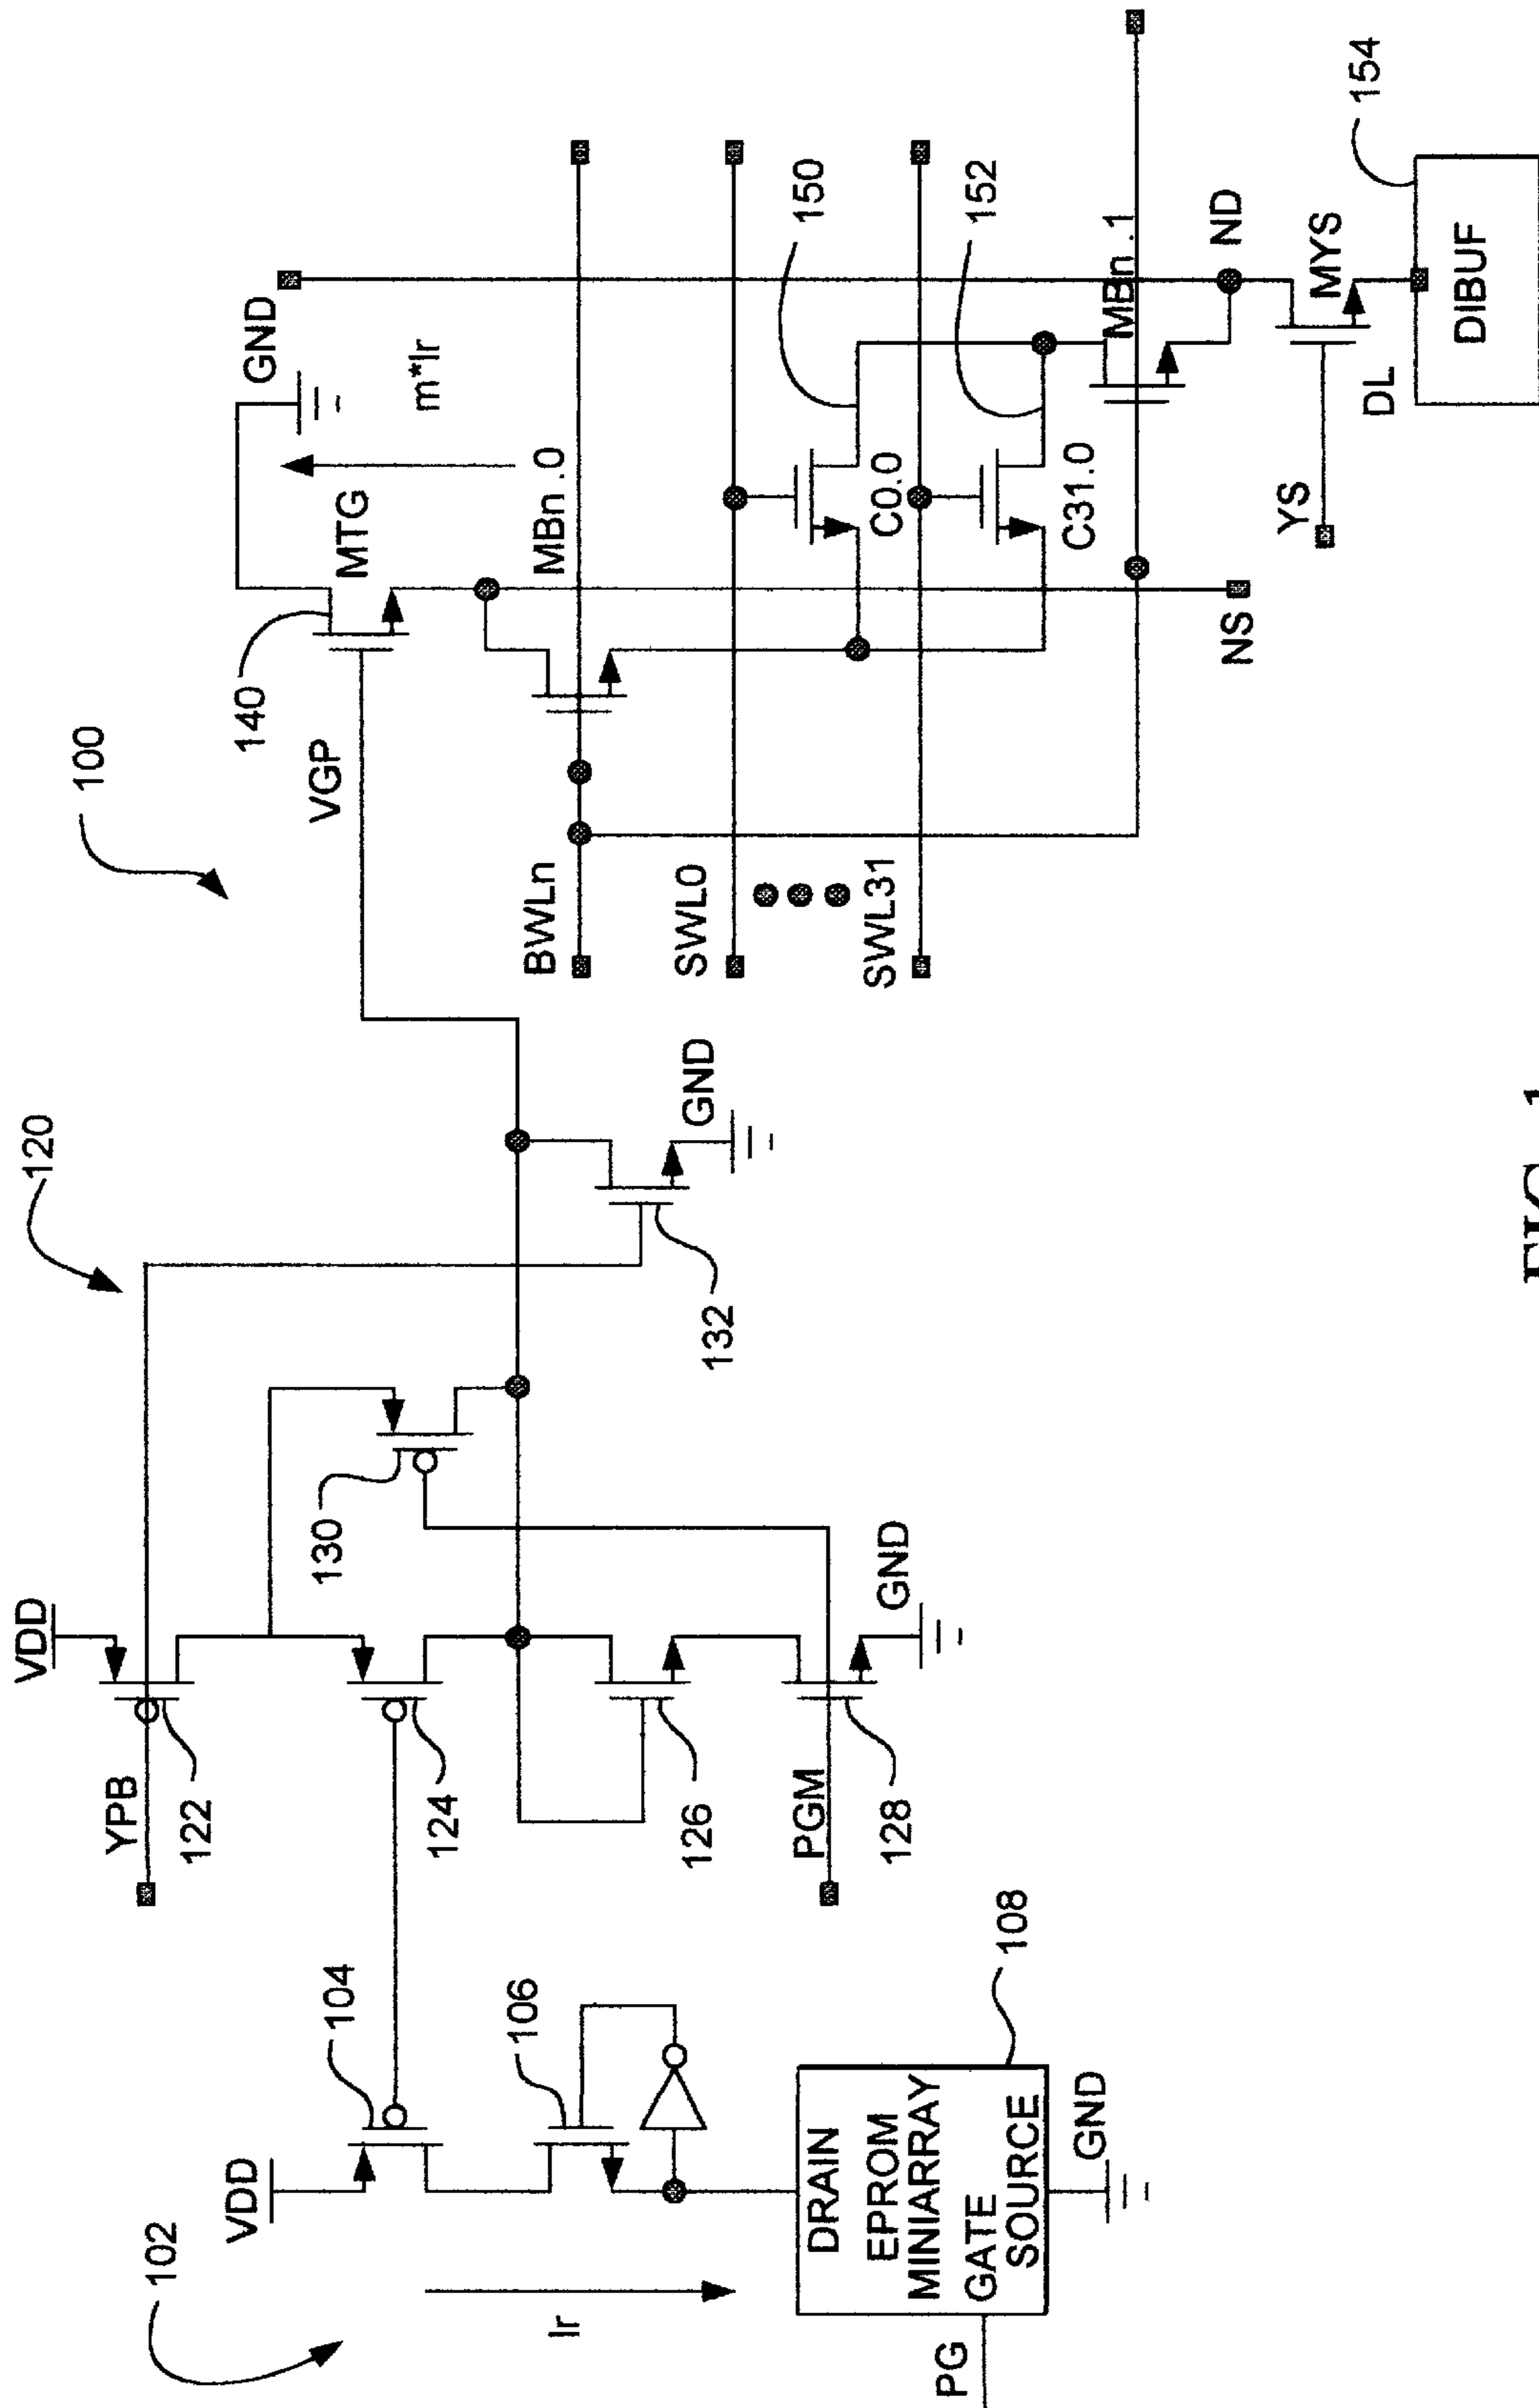 100
120
102
VDD
YPB
122
VDD
104
124
130
132
GND
VGP
140
MTG
GND
m*Ir
106
Ir
126
PGM
128
GND
BWLn
MBn .0
SWL0
SWL31
C0.0
150
C31.0
152
MBn .1
NS
ND
YS
MYS
DL
DIBUF
154
DRAIN
EPROM
MINIARRAY
GATE
SOURCE
108
PG
GND
FIG. 1